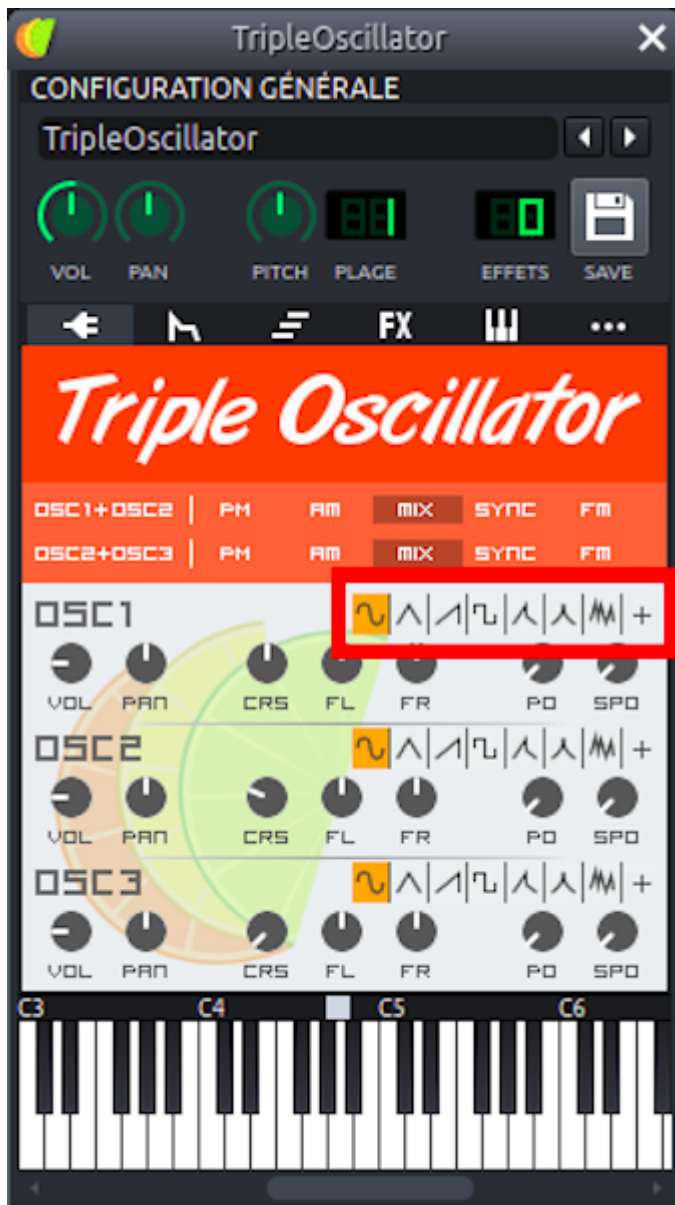 TripleOscillator
CONFIGURATION GÉNÉRALE
TripleOscillator
1 0
VOL PAN PITCH PLAGE EFFETS SAVE
FX
Triple Oscillator
OSC1+OSC2 PM AM MIX SYNC FM
OSC2+OSC3 PM AM MIX SYNC FM
OSC1 +
VOL PAN CRS FL FR PO SPO
OSC2 +
VOL PAN CRS FL FR PO SPO
OSC3 +
VOL PAN CRS FL FR PO SPO
C3 C4 C5 C6